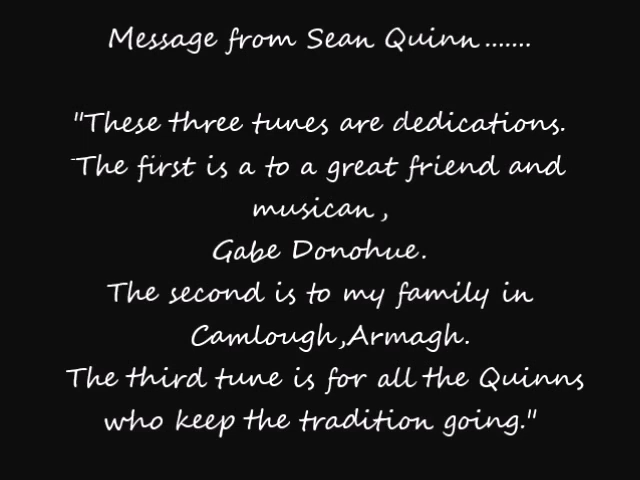 Message from Sean Quinn.......
"These three tunes are dedications.
The first is a to a great friend and
musican,
Gabe Donohue.
The second is to my family in
Camlough,Armagh.
The third tune is for all the Quinns
who keep the tradition going."